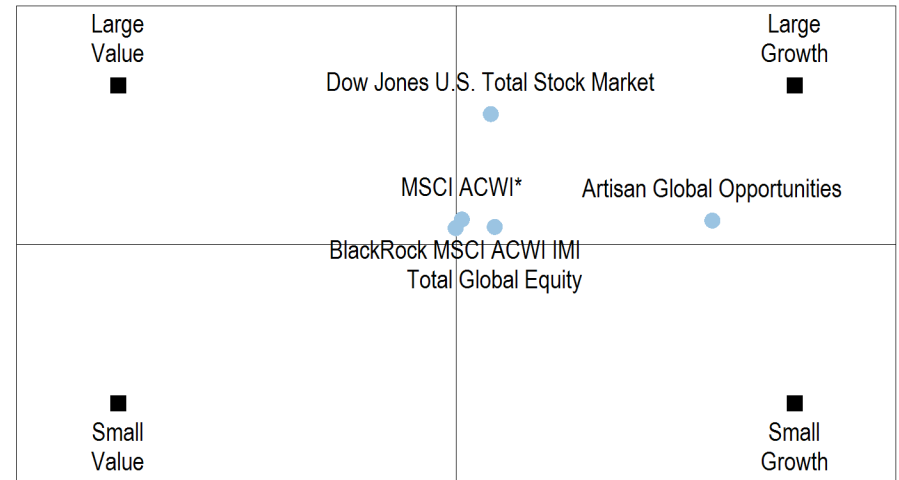 Large
Value
Large
Growth
Dow Jones U.S. Total Stock Market
MSCI ACWI*
Artisan Global Opportunities
BlackRock MSCI ACWI IMI
Total Global Equity
Small
Value
Small
Growth